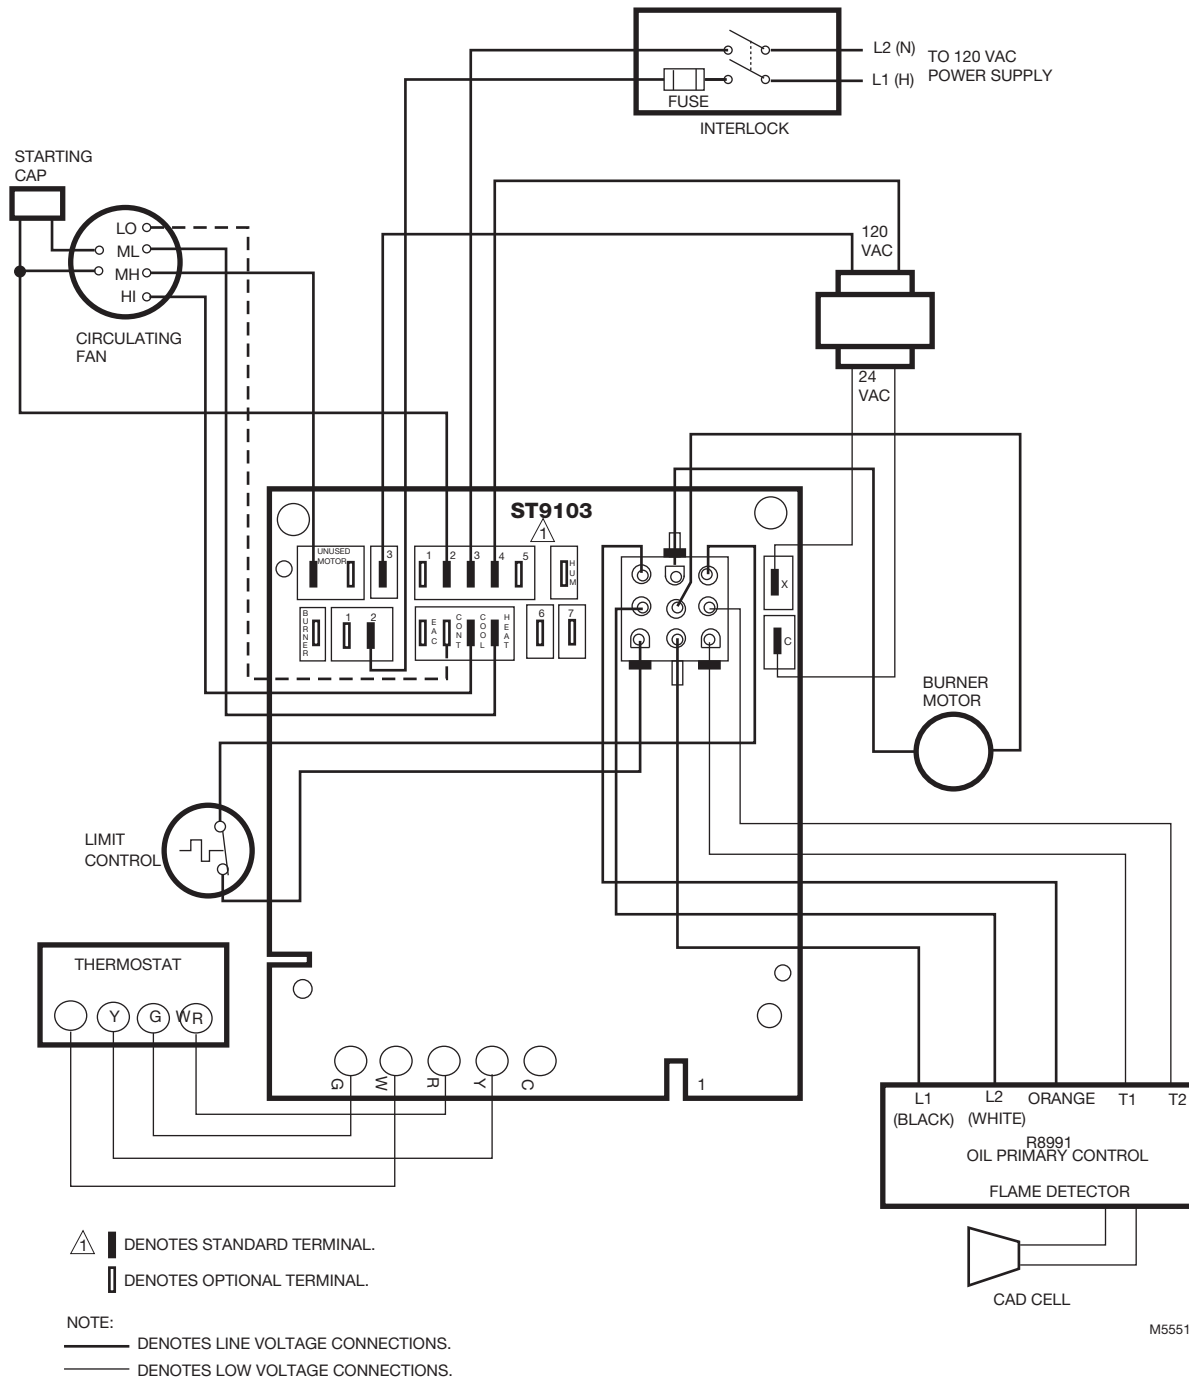 L2 (N)
L1 (H)
TO 120 VAC
POWER SUPPLY
FUSE
INTERLOCK
STARTING
CAP
LO
ML
MH
HI
CIRCULATING
FAN
120
VAC
24
VAC
ST9103
1
UNUSED
MOTOR
3
1
2
3
4
5
HUM
X
BURNER
1
2
EAC
CONT
COOL
HEAT
6
7
C
BURNER
MOTOR
LIMIT
CONTROL
THERMOSTAT
Y
G
W
R
G
W
R
Y
C
1
L1
(BLACK)
L2
(WHITE)
ORANGE
T1
T2
R8991
OIL PRIMARY CONTROL
FLAME DETECTOR
CAD CELL
1
DENOTES STANDARD TERMINAL.
DENOTES OPTIONAL TERMINAL.
NOTE:
DENOTES LINE VOLTAGE CONNECTIONS.
DENOTES LOW VOLTAGE CONNECTIONS.
M5551